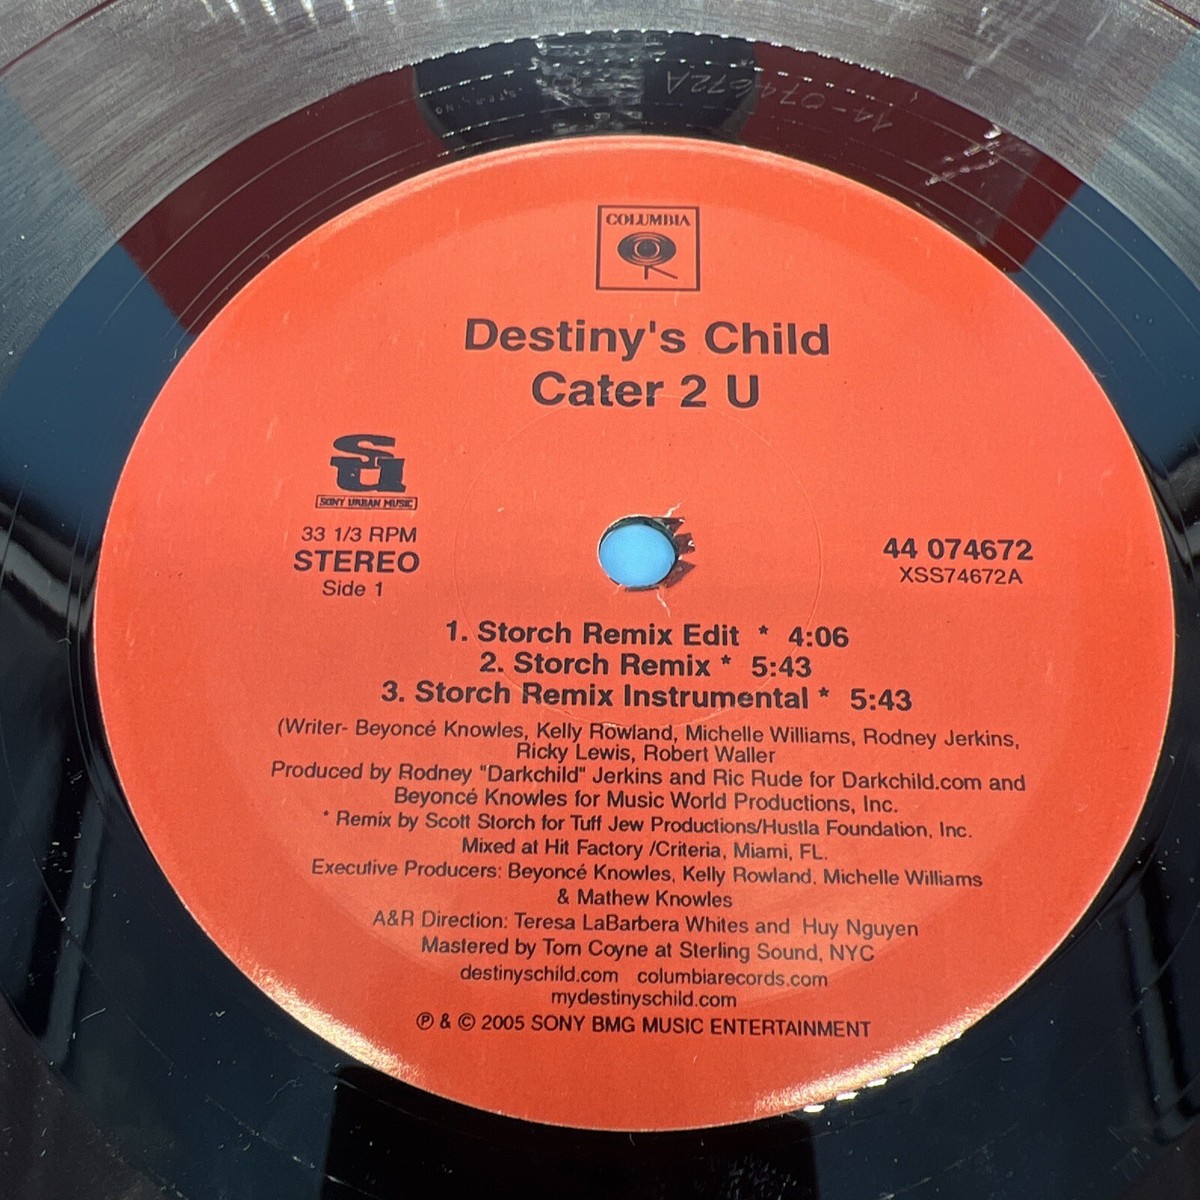 44-074672A
STERLING
COLUMBIA
Destiny's Child
Cater 2 U
SU
SONY URBAN MUSIC
33 1/3 RPM
STEREO
Side 1
44 074672
XSS74672A
1. Storch Remix Edit * 4:06
2. Storch Remix * 5:43
3. Storch Remix Instrumental * 5:43
(Writer- Beyoncé Knowles, Kelly Rowland, Michelle Williams, Rodney Jerkins,
Ricky Lewis, Robert Waller
Produced by Rodney "Darkchild" Jerkins and Ric Rude for Darkchild.com and
Beyoncé Knowles for Music World Productions, Inc.
* Remix by Scott Storch for Tuff Jew Productions/Hustla Foundation, Inc.
Mixed at Hit Factory /Criteria, Miami, FL.
Executive Producers: Beyoncé Knowles, Kelly Rowland, Michelle Williams
& Mathew Knowles
A&R Direction: Teresa LaBarbera Whites and Huy Nguyen
Mastered by Tom Coyne at Sterling Sound, NYC
destinyschild.com columbiarecords.com
mydestinyschild.com
℗ & © 2005 SONY BMG MUSIC ENTERTAINMENT